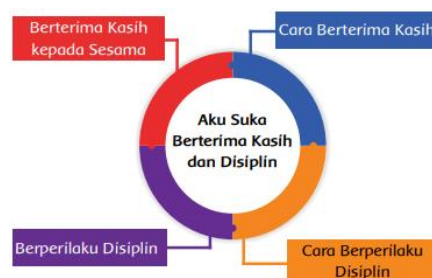 Berterima Kasih
kepada Sesama
Cara Berterima Kasih
Aku Suka
Berterima Kasih
dan Disiplin
Berperilaku Disiplin
Cara Berperilaku
Disiplin